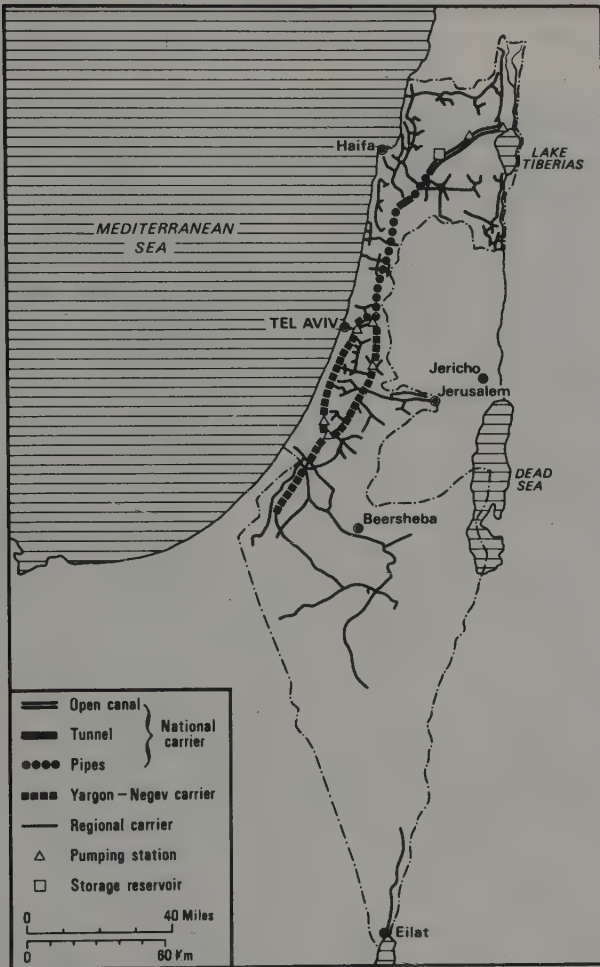 Haifa
LAKE
TIBERIAS
MEDITERRANEAN
SEA
TEL AVIV
Jericho
Jerusalem
DEAD
SEA
Beersheba
Open canal
Tunnel
National
carrier
Pipes
Yargon – Negev carrier
Regional carrier
Pumping station
Storage reservoir
0 40 Miles
0 60 Km
Eilat